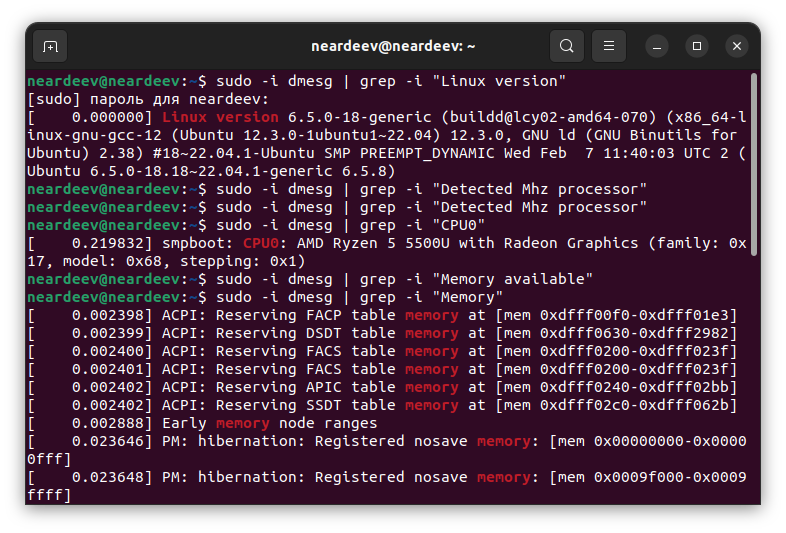 neardeev@neardeev: ~
neardeev@neardeev:~$ sudo -i dmesg | grep -i "Linux version"
[sudo] пароль для neardeev:
[    0.000000] Linux version 6.5.0-18-generic (buildd@lcy02-amd64-070) (x86_64-l
inux-gnu-gcc-12 (Ubuntu 12.3.0-1ubuntu1~22.04) 12.3.0, GNU ld (GNU Binutils for
Ubuntu) 2.38) #18~22.04.1-Ubuntu SMP PREEMPT_DYNAMIC Wed Feb  7 11:40:03 UTC 2 (
Ubuntu 6.5.0-18.18~22.04.1-generic 6.5.8)
neardeev@neardeev:~$ sudo -i dmesg | grep -i "Detected Mhz processor"
neardeev@neardeev:~$ sudo -i dmesg | grep -i "Detected Mhz processor"
neardeev@neardeev:~$ sudo -i dmesg | grep -i "CPU0"
[    0.219832] smpboot: CPU0: AMD Ryzen 5 5500U with Radeon Graphics (family: 0x
17, model: 0x68, stepping: 0x1)
neardeev@neardeev:~$ sudo -i dmesg | grep -i "Memory available"
neardeev@neardeev:~$ sudo -i dmesg | grep -i "Memory"
[    0.002398] ACPI: Reserving FACP table memory at [mem 0xdfff00f0-0xdfff01e3]
[    0.002399] ACPI: Reserving DSDT table memory at [mem 0xdfff0630-0xdfff2982]
[    0.002400] ACPI: Reserving FACS table memory at [mem 0xdfff0200-0xdfff023f]
[    0.002401] ACPI: Reserving FACS table memory at [mem 0xdfff0200-0xdfff023f]
[    0.002402] ACPI: Reserving APIC table memory at [mem 0xdfff0240-0xdfff02bb]
[    0.002402] ACPI: Reserving SSDT table memory at [mem 0xdfff02c0-0xdfff062b]
[    0.002888] Early memory node ranges
[    0.023646] PM: hibernation: Registered nosave memory: [mem 0x00000000-0x0000
0fff]
[    0.023648] PM: hibernation: Registered nosave memory: [mem 0x0009f000-0x0009
ffff]